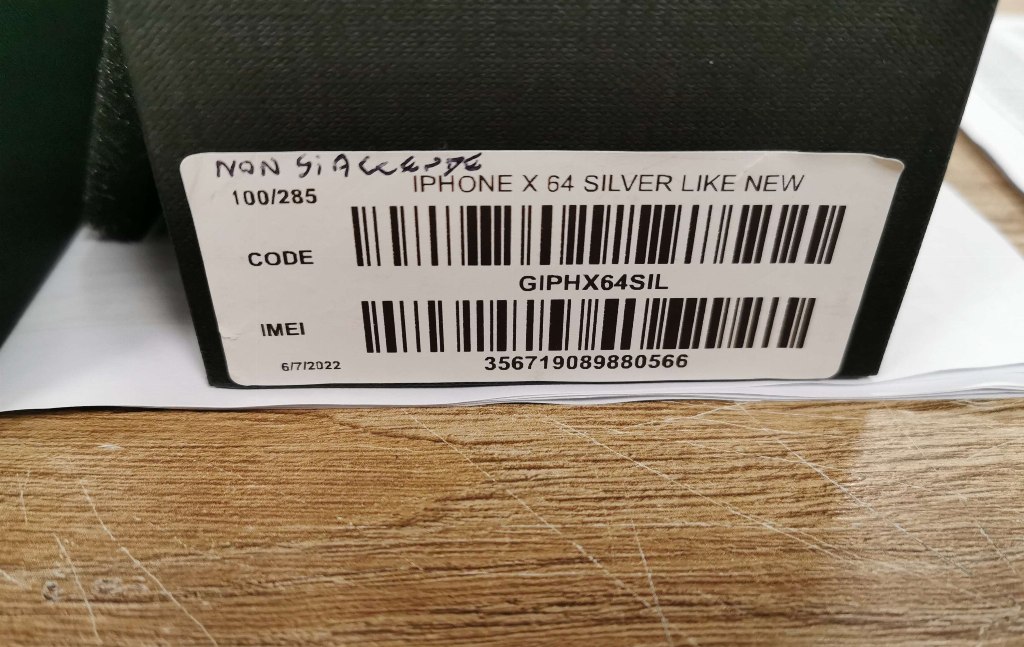 NON Si ACCENDE
IPHONE X 64 SILVER LIKE NEW
100/285
CODE
GIPHX64SIL
IMEI
356719089880566
6/7/2022